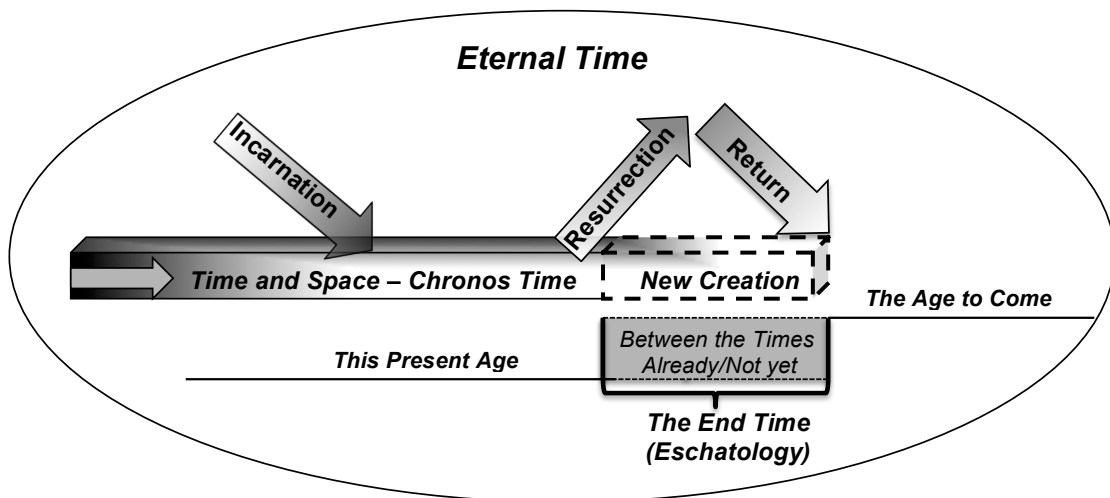 Eternal Time
Incarnation
Resurrection
Return
Time and Space – Chronos Time
New Creation
The Age to Come
This Present Age
Between the Times
Already/Not yet
The End Time
(Eschatology)